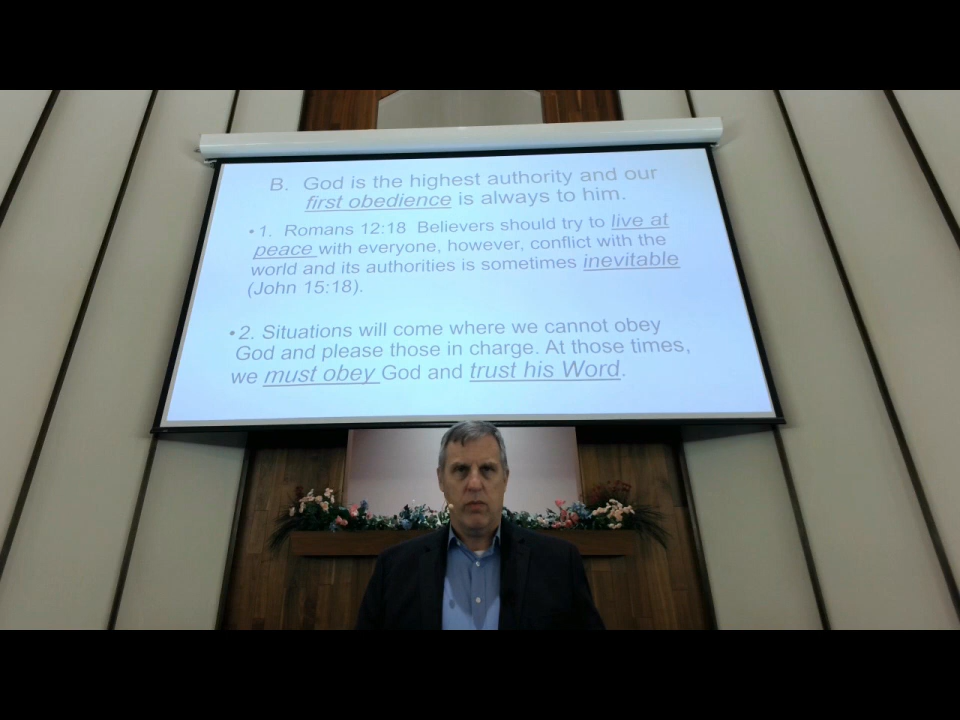 B. God is the highest authority and our
first obedience is always to him.
•1. Romans 12:18 Believers should try to live at
peace with everyone, however, conflict with the
world and its authorities is sometimes inevitable
(John 15:18).
•2. Situations will come where we cannot obey
God and please those in charge. At those times,
we must obey God and trust his Word.